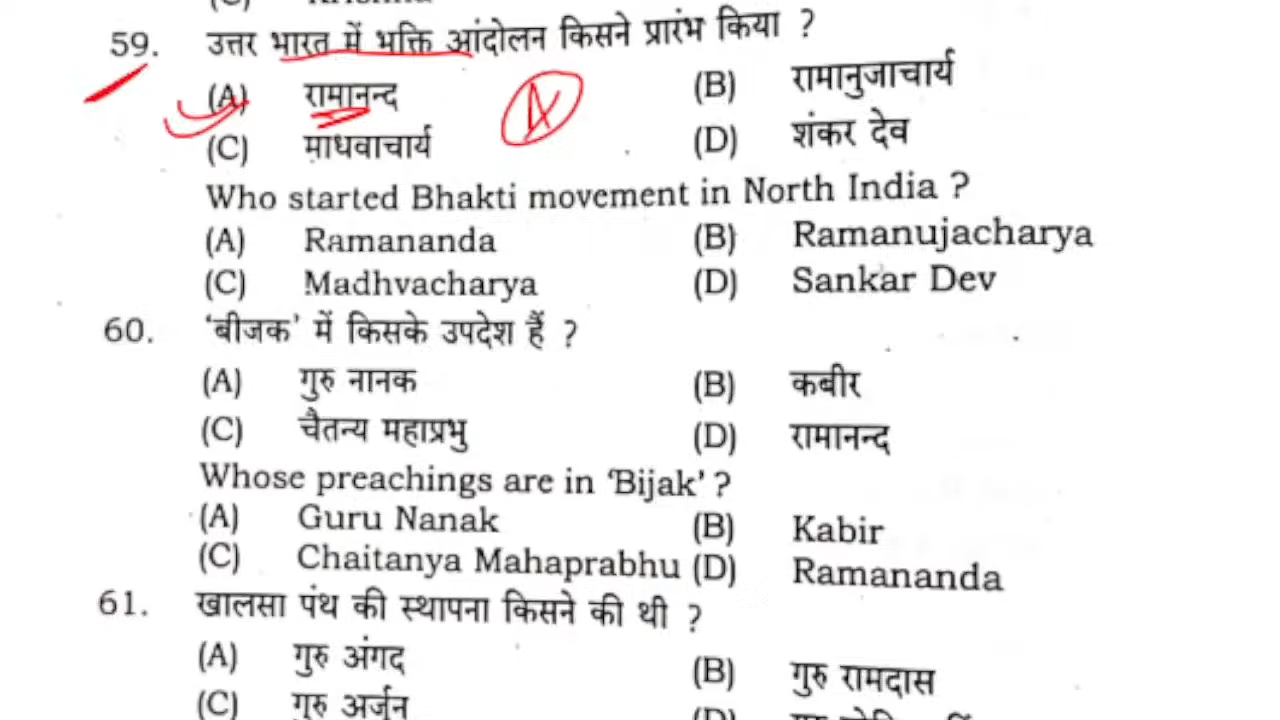 59. उत्तर भारत में भक्ति आंदोलन किसने प्रारंभ किया ?
(A) रामानन्द (B) रामानुजाचार्य
(C) माधवाचार्य (D) शंकर देव
A
Who started Bhakti movement in North India ?
(A) Ramananda (B) Ramanujacharya
(C) Madhvacharya (D) Sankar Dev
60. ‘बीजक’ में किसके उपदेश हैं ?
(A) गुरु नानक (B) कबीर
(C) चैतन्य महाप्रभु (D) रामानन्द
Whose preachings are in ‘Bijak’ ?
(A) Guru Nanak (B) Kabir
(C) Chaitanya Mahaprabhu (D) Ramananda
61. खालसा पंथ की स्थापना किसने की थी ?
(A) गुरु अंगद (B) गुरु रामदास
(C) गुरु अर्जुन